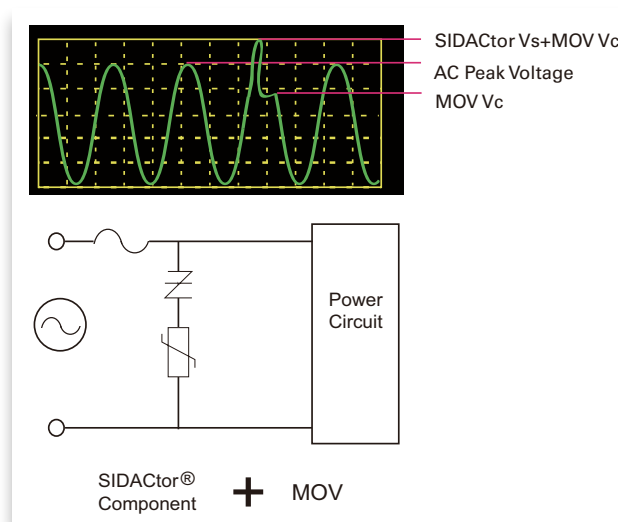 SIDACtor Vs+MOV Vc
AC Peak Voltage
MOV Vc
Power
Circuit
SIDACtor®
Component
+
MOV